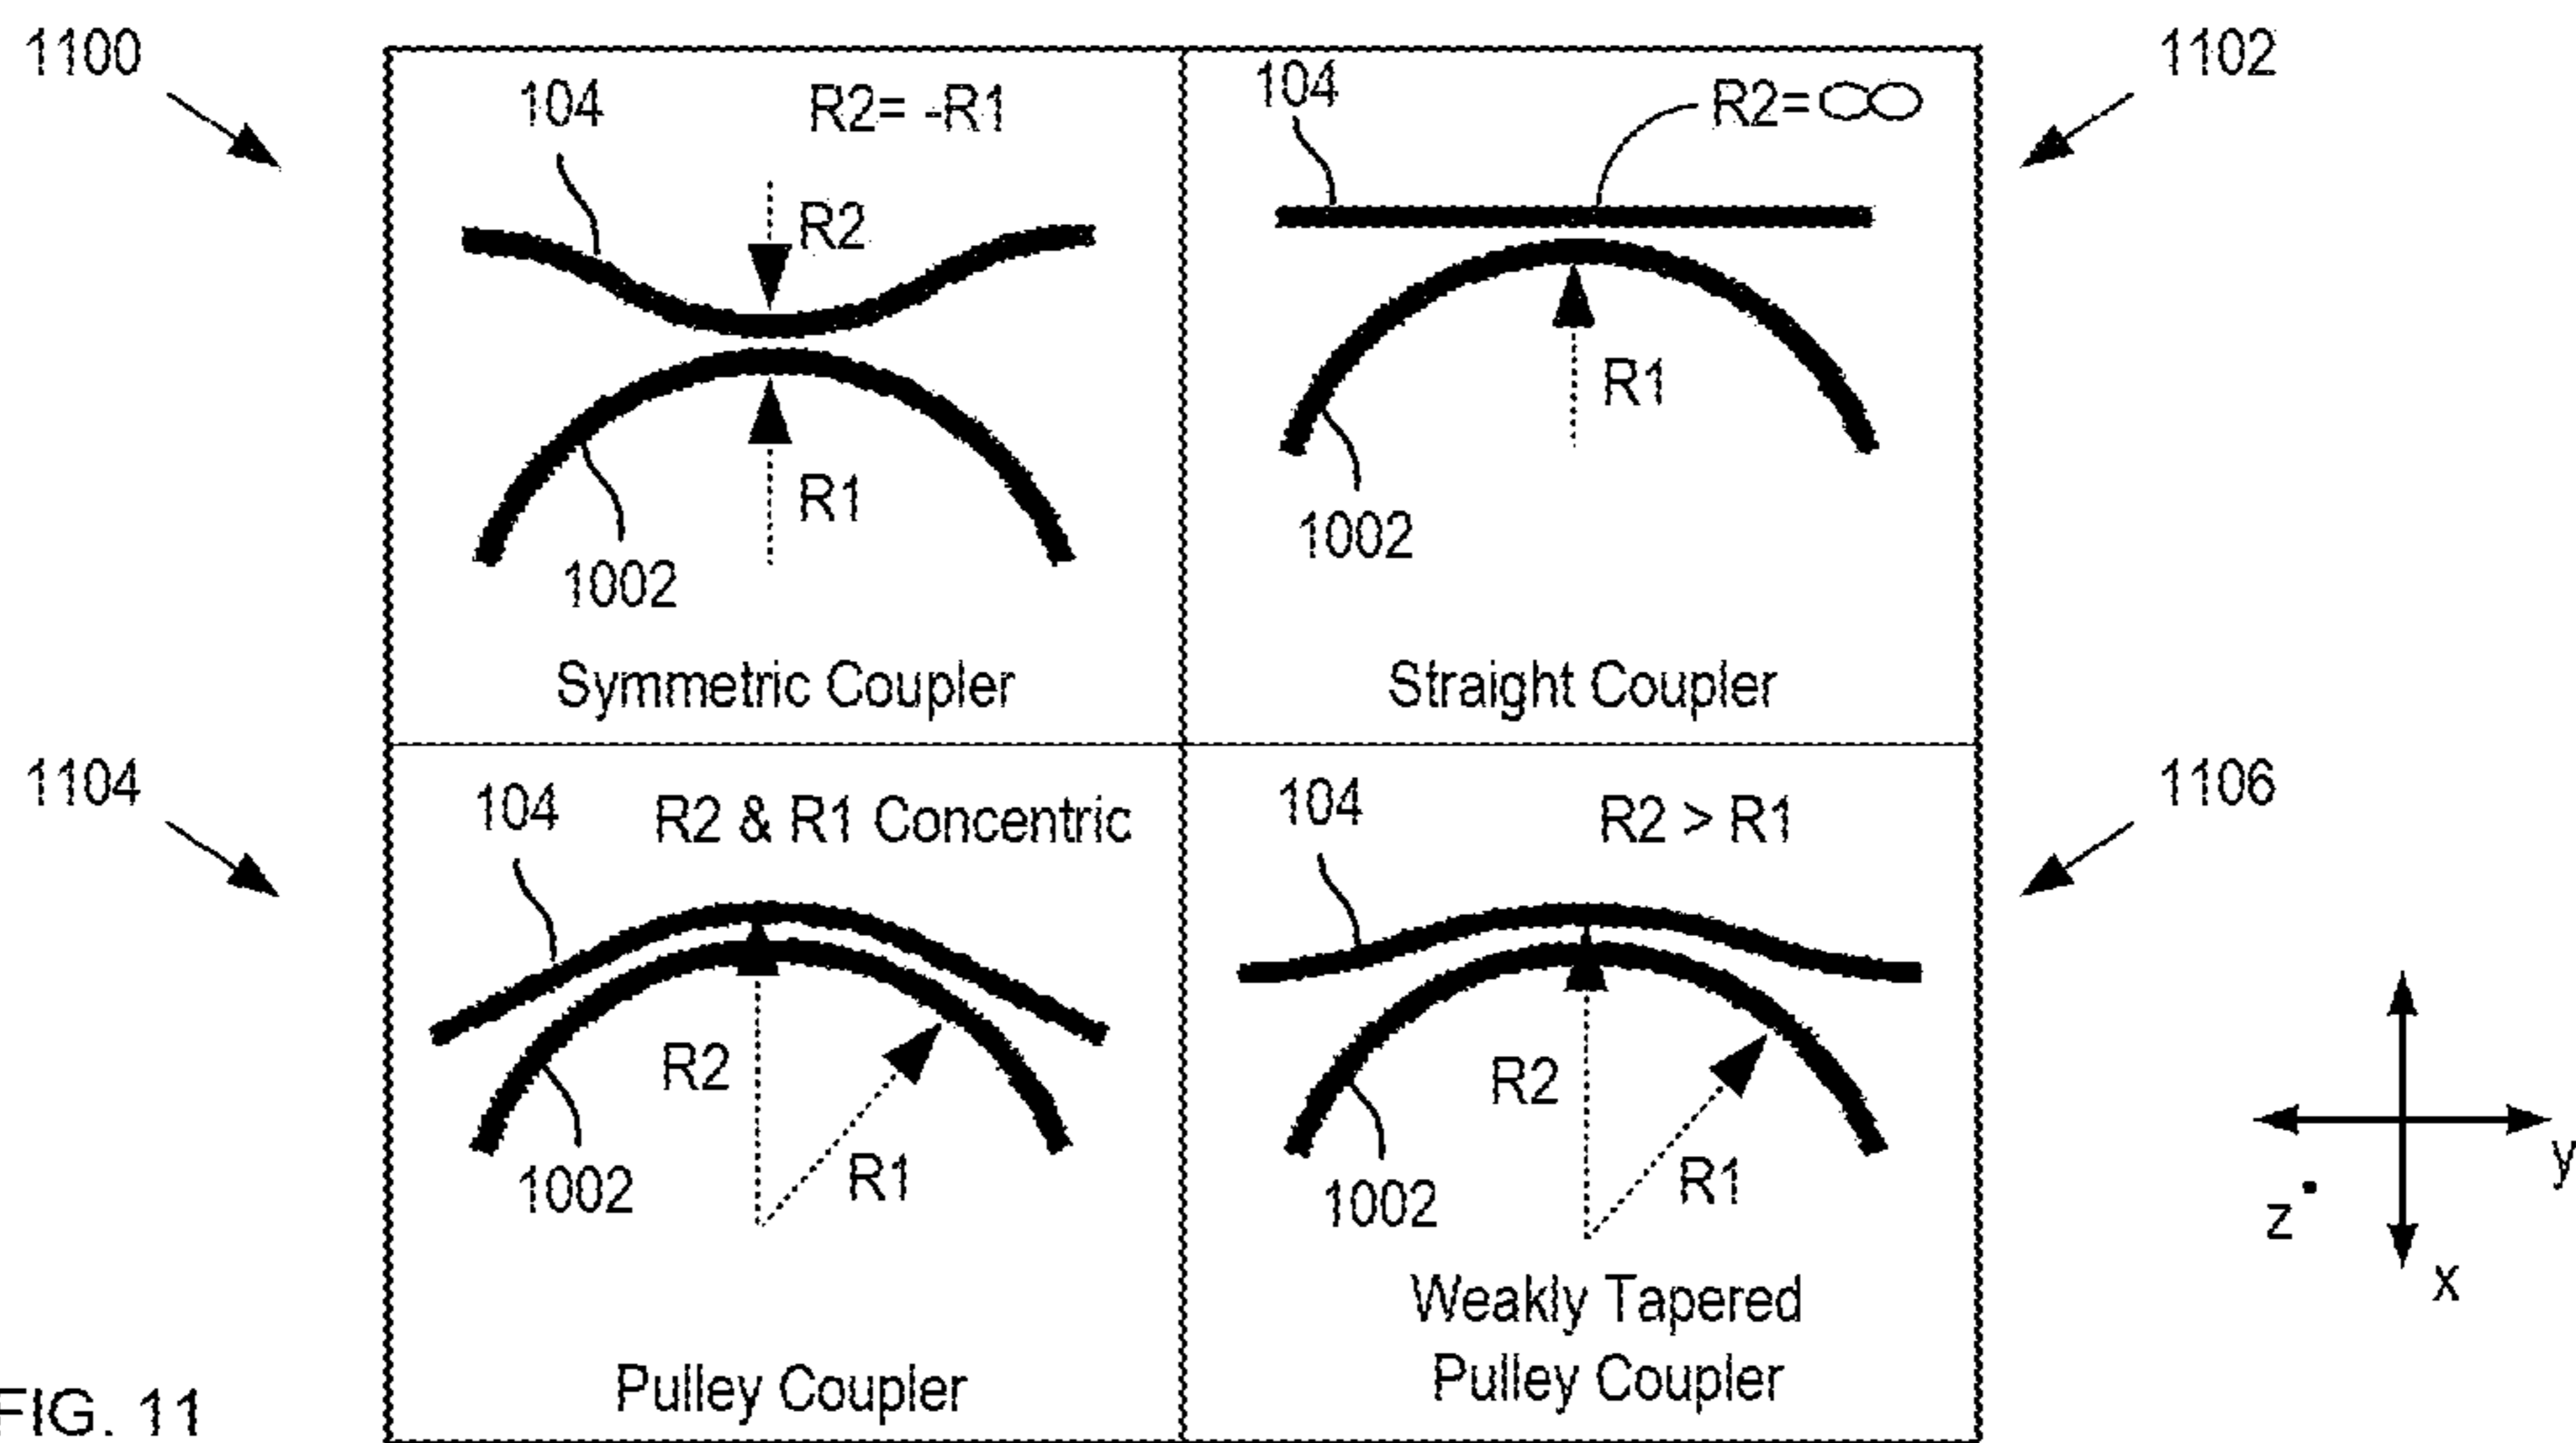 1100
1102
104
R2= -R1
R2
R1
1002
Symmetric Coupler
104
R2=∞
R1
1002
Straight Coupler
1104
1106
104
R2 & R1 Concentric
R2
R1
1002
Pulley Coupler
104
R2 > R1
R2
R1
1002
Weakly Tapered
Pulley Coupler
y
z
x
FIG. 11